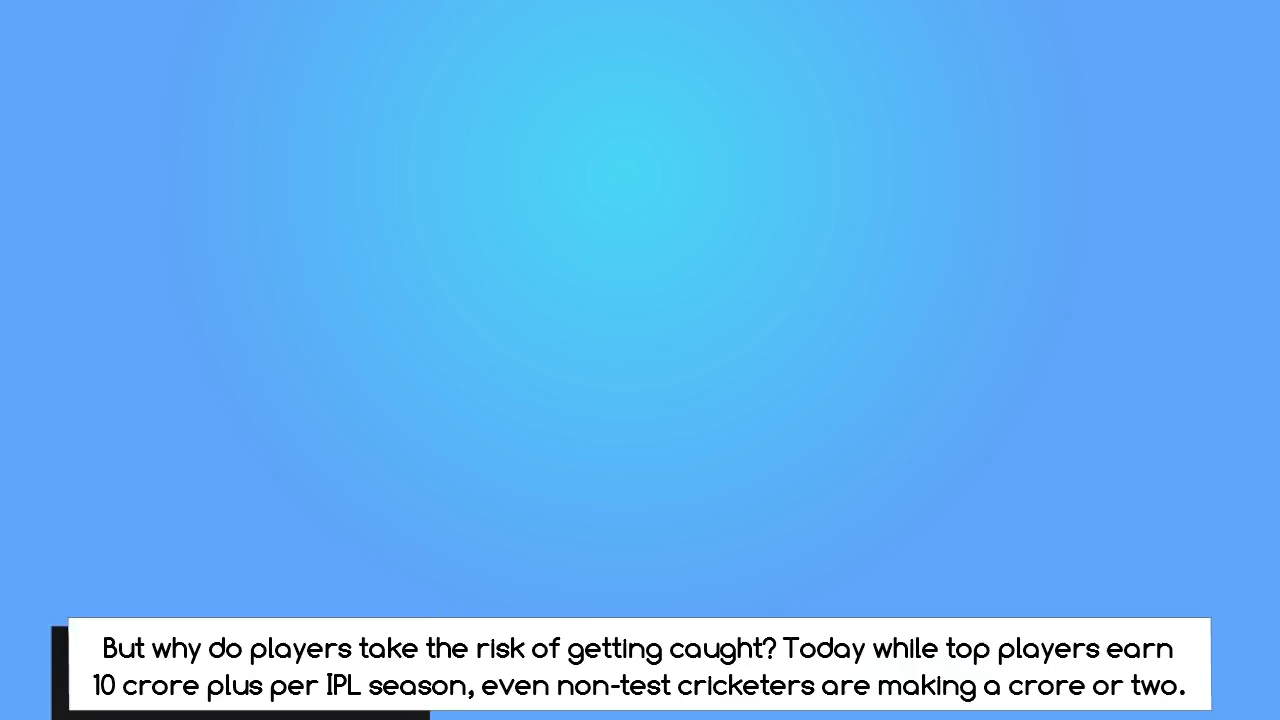 But why do players take the risk of getting caught? Today while top players earn
10 crore plus per IPL season, even non-test cricketers are making a crore or two.